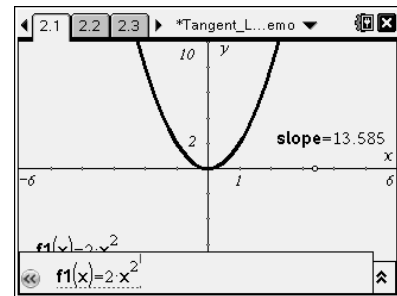 2.1 2.2 2.3 *Tangent_L...emo
10 y
2 slope=13.585
x
-6 1 6
f1(x)=2·x²
f1(x)=2·x²